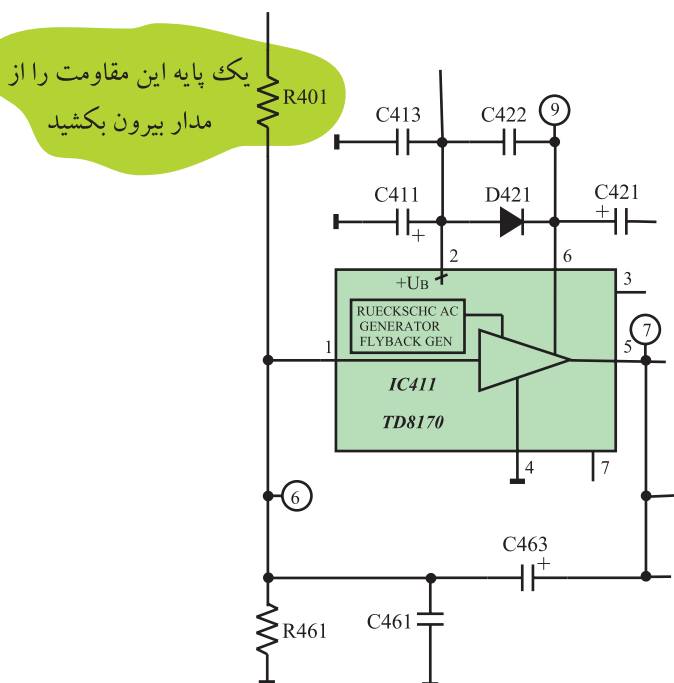 یک پایه این مقاومت را از
مدار بیرون بکشید
R401
C413
C422
9
C411
D421
C421
+
+
2
6
3
+UB
RUECKSCHC AC
GENERATOR
FLYBACK GEN
7
1
5
IC411
TD8170
4
7
6
C463
+
R461
C461